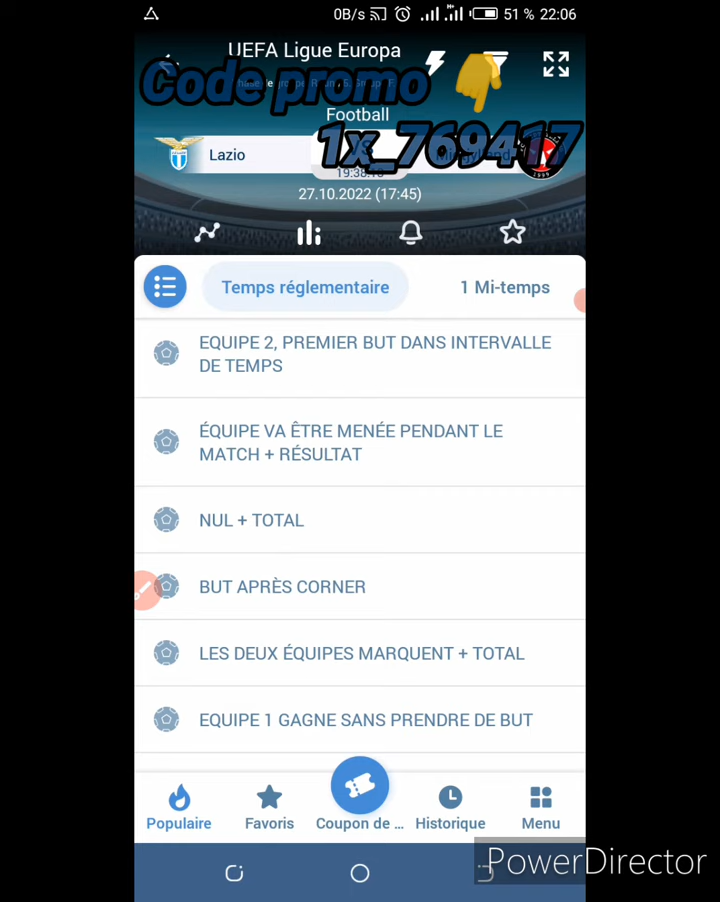 0B/s 51 % 22:06
UEFA Ligue Europa
Code promo
Football
Lazio
1x_769417
27.10.2022 (17:45)
Temps réglementaire 1 Mi-temps
EQUIPE 2, PREMIER BUT DANS INTERVALLE
DE TEMPS
ÉQUIPE VA ÊTRE MENÉE PENDANT LE
MATCH + RÉSULTAT
NUL + TOTAL
BUT APRÈS CORNER
LES DEUX ÉQUIPES MARQUENT + TOTAL
EQUIPE 1 GAGNE SANS PRENDRE DE BUT
Populaire Favoris Coupon de ... Historique Menu
PowerDirector